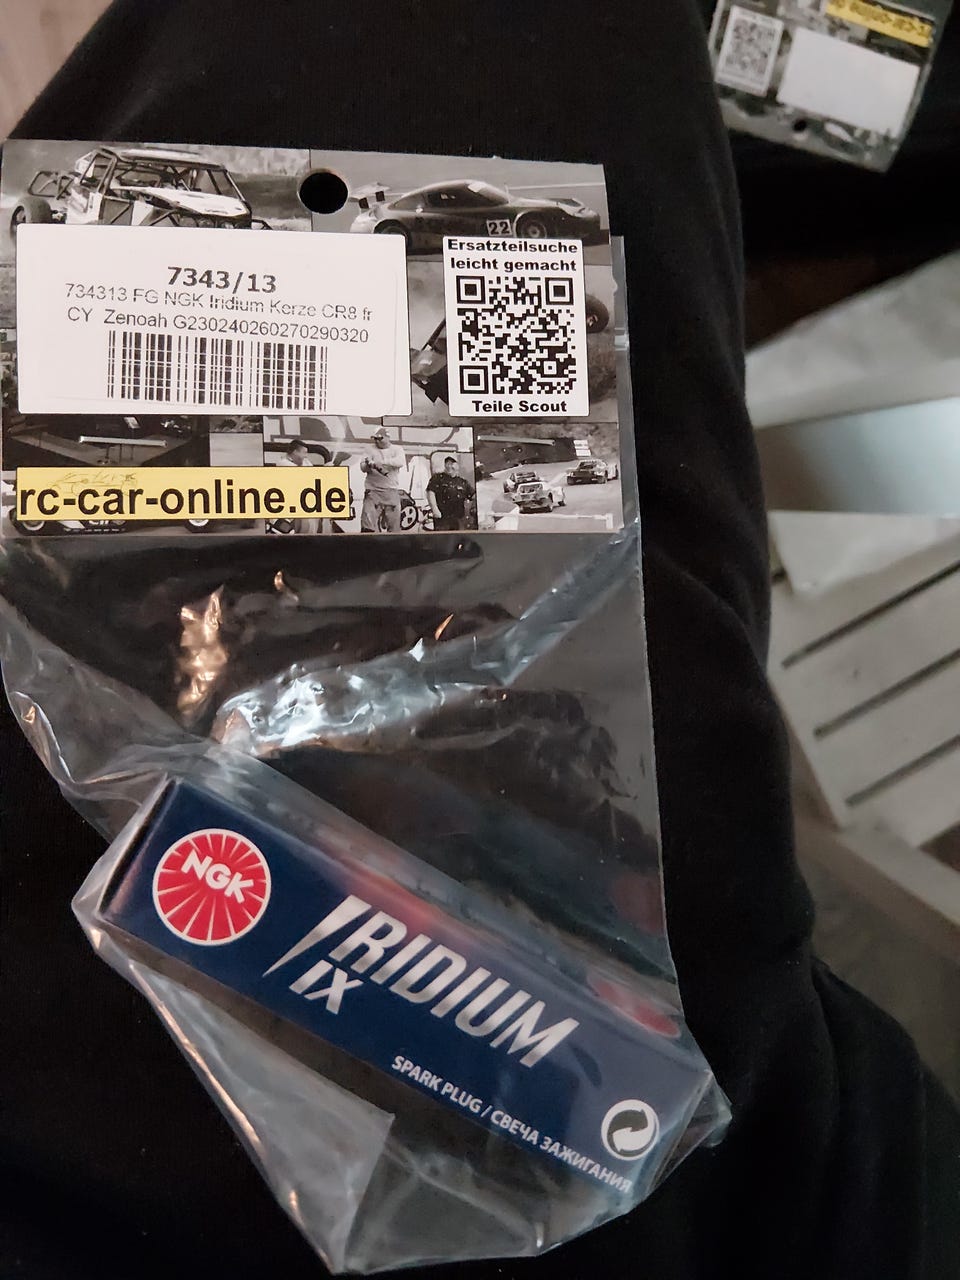 7343/13
734313 FG NGK Iridium Kerze CR8 fr
CY Zenoah G230240260270290320
Ersatzteilsuche
leicht gemacht
Teile Scout
22
rc-car-online.de
NGK
IRIDIUM
IX
SPARK PLUG / СВЕЧА ЗАЖИГАНИЯ